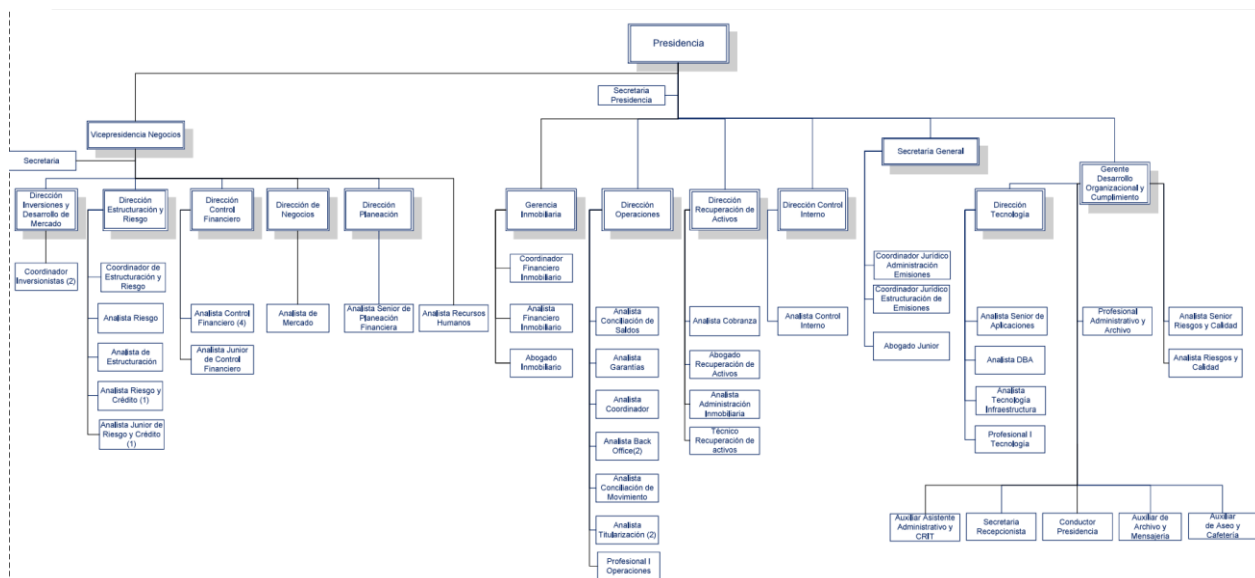 Presidencia
Secretaria
Presidencia
Vicepresidencia Negocios
Secretaria
Secretaría General
Dirección
Inversiones y
Desarrollo de
Mercado
Dirección
Estructuración y
Riesgo
Dirección
Control
Financiero
Dirección de
Negocios
Dirección
Planeación
Gerencia
Inmobiliaria
Dirección
Operaciones
Dirección
Recuperación
de Activos
Dirección Control
Interno
Dirección
Tecnología
Gerente
Desarrollo
Organizacional y
Cumplimiento
Coordinador
Inversionistas (2)
Coordinador de
Estructuración y
Riesgo
Analista Riesgo
Analista de
Estructuración
Analista Riesgo y
Crédito (1)
Analista Junior de
Riesgo y Crédito
(1)
Analista Control
Financiero (4)
Analista Junior
de Control
Financiero
Analista de
Mercado
Analista Senior de
Planeación
Financiera
Analista Recursos
Humanos
Coordinador
Financiero
Inmobiliario
Analista
Financiero
Inmobiliario
Abogado
Inmobiliario
Analista
Conciliación de
Saldos
Analista
Garantías
Analista
Coordinador
Analista Back
Office(2)
Analista
Conciliación de
Movimiento
Analista
Titularización (2)
Profesional I
Operaciones
Analista Cobranza
Abogado
Recuperación de
Activos
Analista
Administración
Inmobiliaria
Técnico
Recuperación de
activos
Analista Control
Interno
Coordinador Jurídico
Administración
Emisiones
Coordinador Jurídico
Estructuración de
Emisiones
Abogado Junior
Analista Senior de
Aplicaciones
Analista DBA
Analista
Tecnología
Infraestructura
Profesional I
Tecnología
Profesional
Administrativo y
Archivo
Analista Senior
Riesgos y Calidad
Analista Riesgos y
Calidad
Auxiliar Asistente
Administrativo y
CRIT
Secretaria
Recepcionista
Conductor
Presidencia
Auxiliar de
Archivo y
Mensajería
Auxiliar
de Aseo y
Cafetería